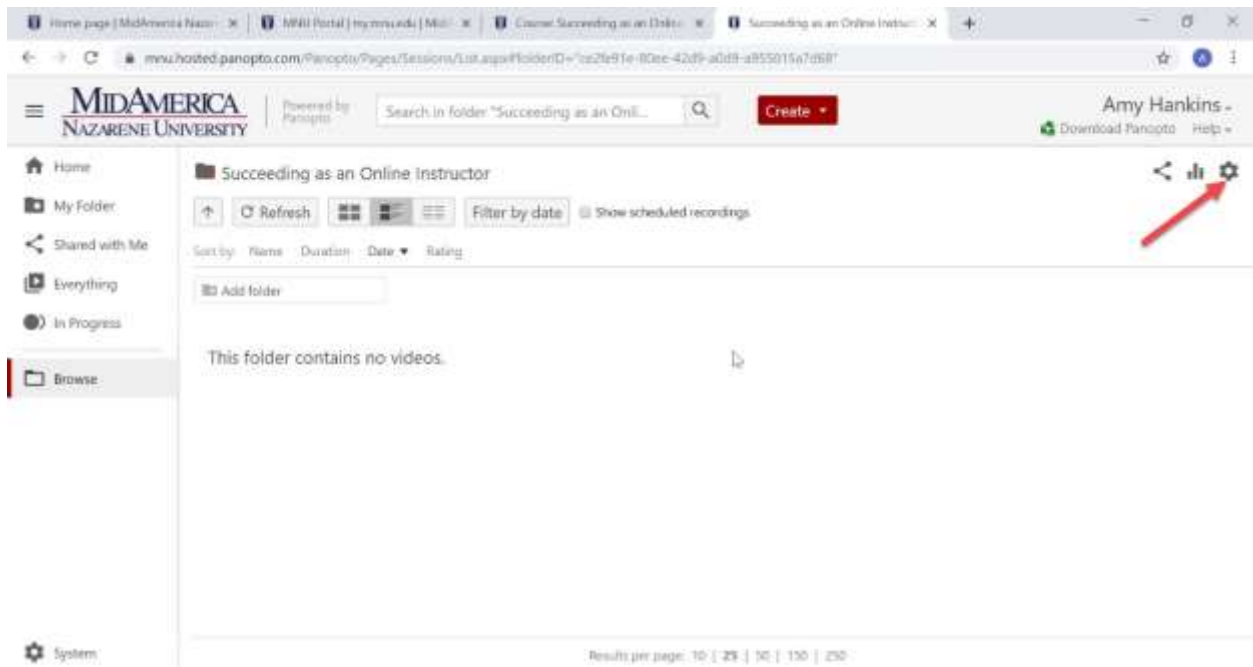 Home page | MidAmerica Nazar
MNU Portal | my.mnu.edu | Mid
Course: Succeeding as an Onlin
Succeeding as an Online Instruc
mnu.hosted.panopto.com/Panopto/Pages/Sessions/List.aspx#folderID=
MIDAMERICA
NAZARENE UNIVERSITY
Powered by
Panopto
Search in folder "Succeeding as an Onli...
Create
Amy Hankins
Download Panopto Help
Home
My Folder
Shared with Me
Everything
In Progress
Browse
System
Succeeding as an Online Instructor
Refresh
Filter by date
Show scheduled recordings
Sort by: Name Duration Date Rating
Add folder
This folder contains no videos.
Results per page: 10 | 25 | 50 | 150 | 250